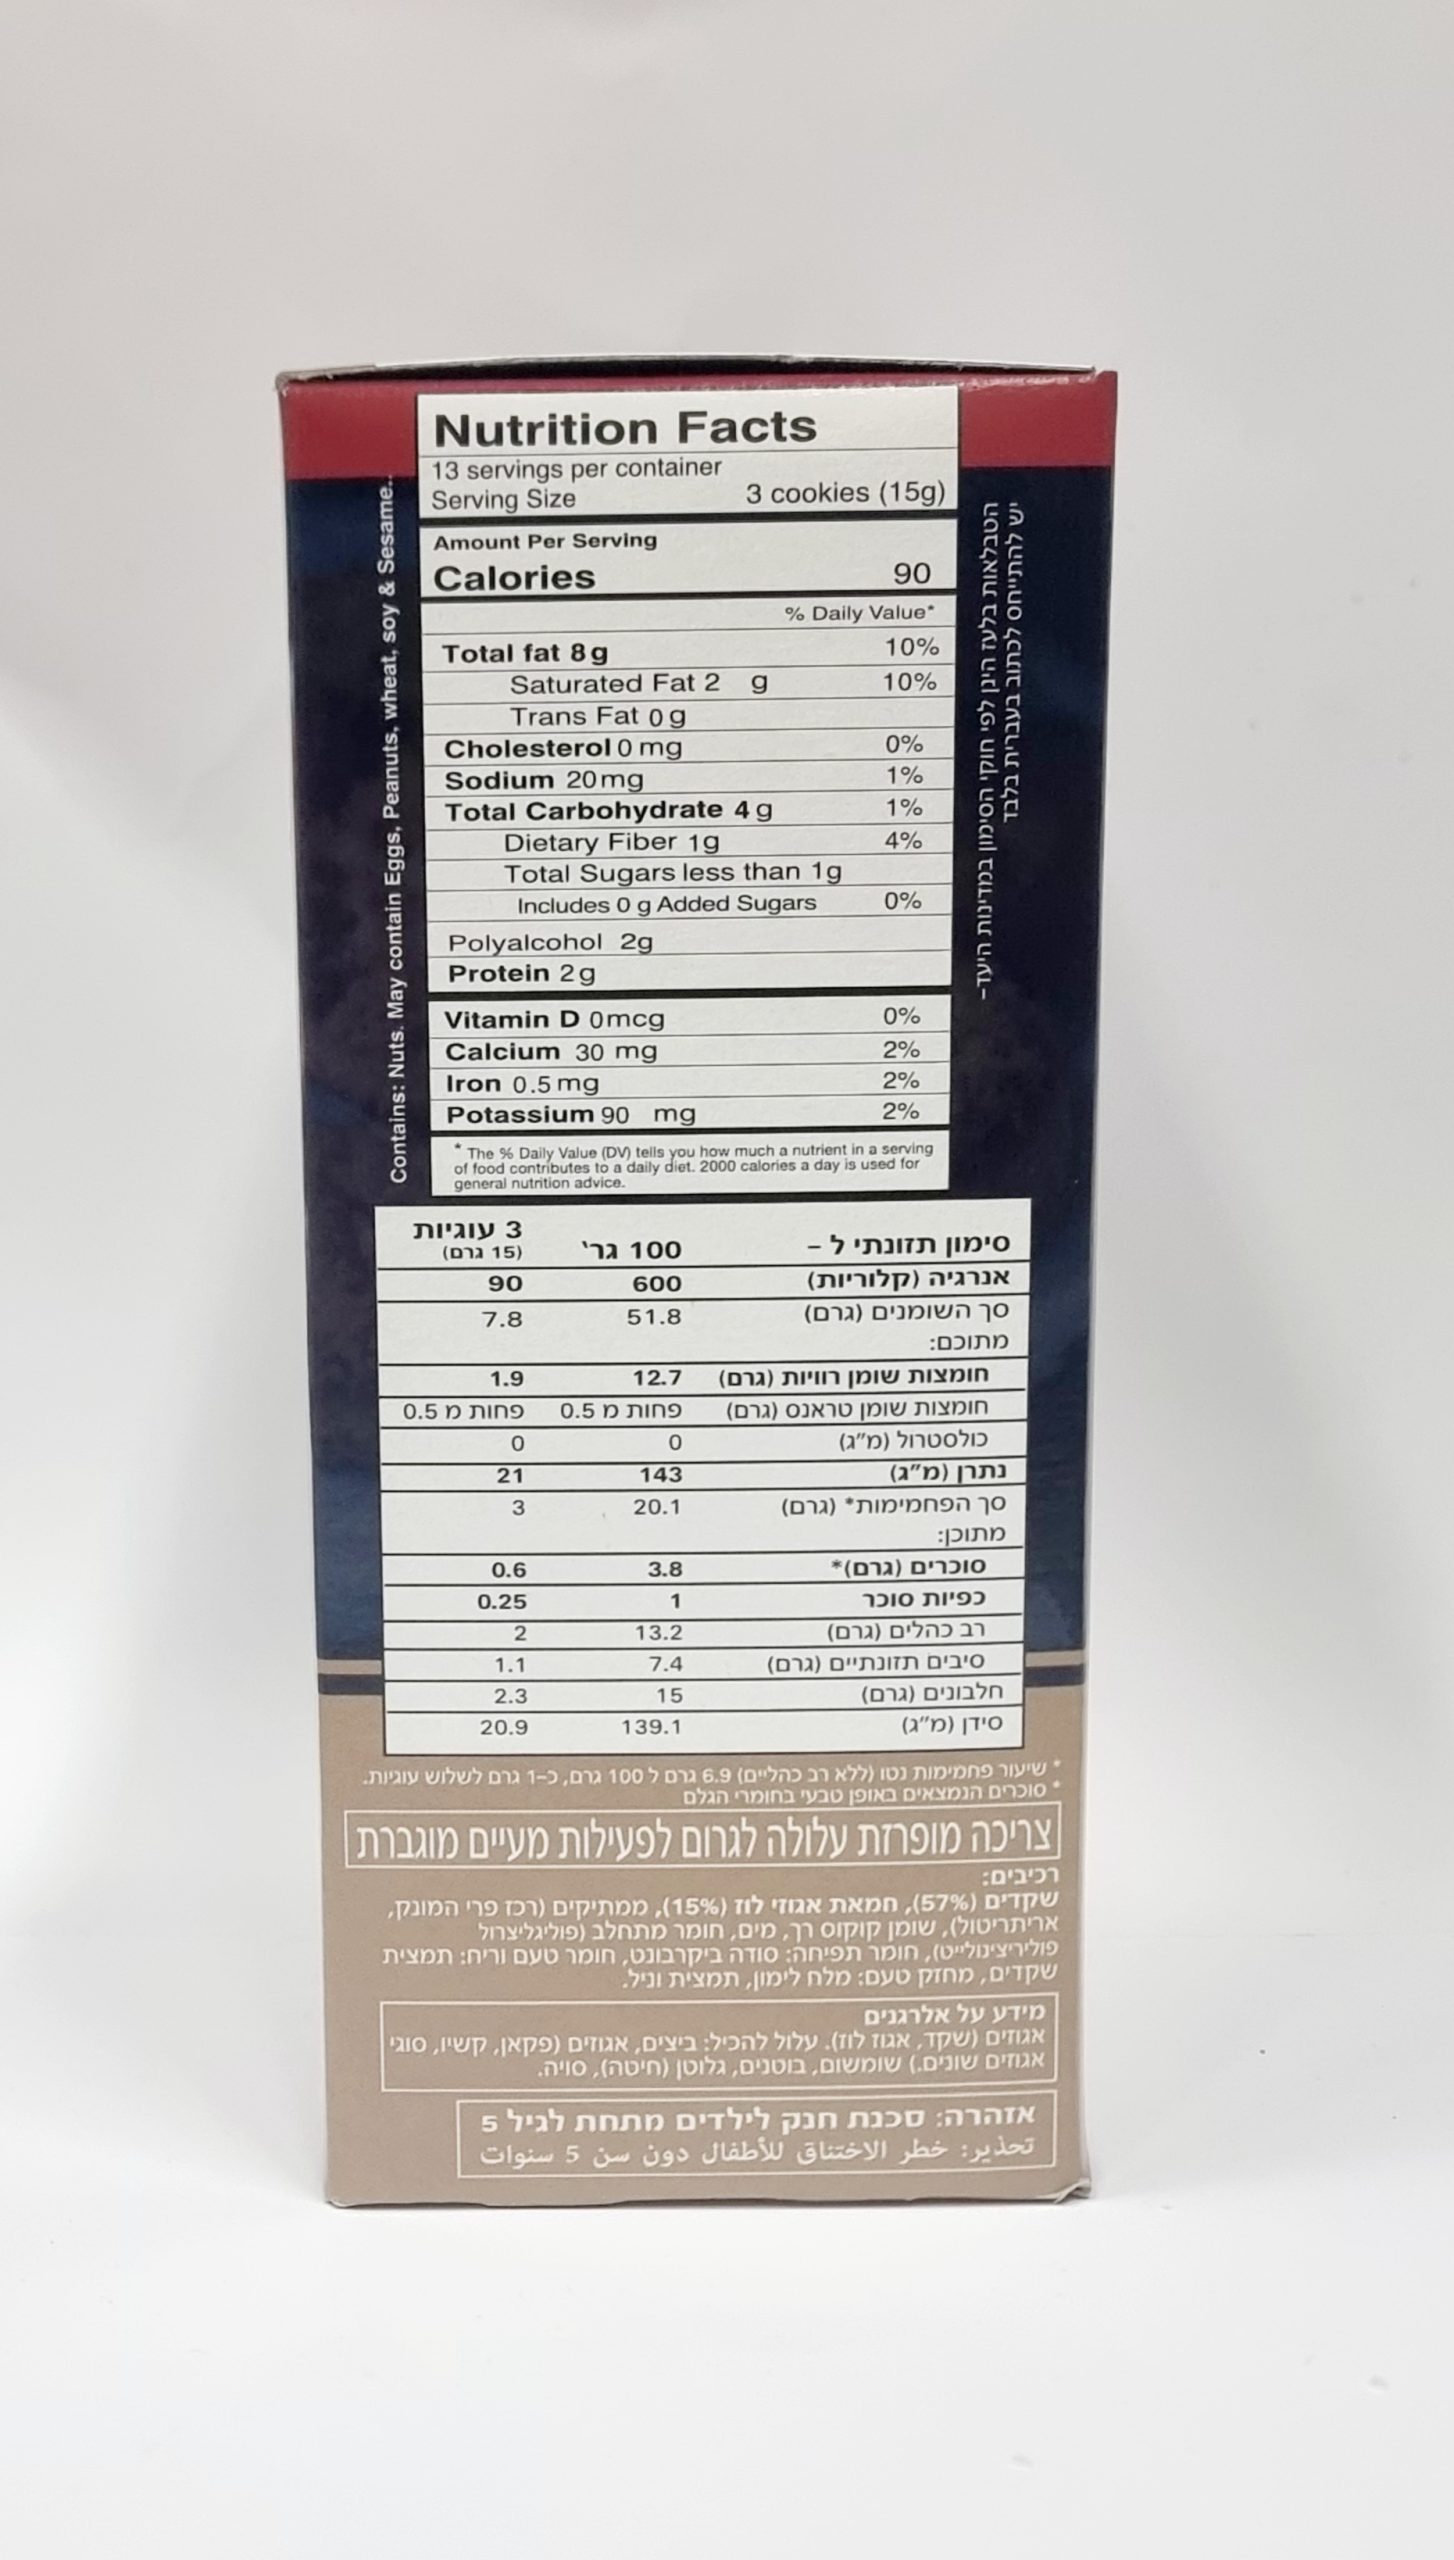 Nutrition Facts
13 servings per container
Serving Size 3 cookies (15g)
Amount Per Serving
Calories 90
% Daily Value*
Total fat 8g 10%
Saturated Fat 2 g 10%
Trans Fat 0g
Cholesterol 0 mg 0%
Sodium 20mg 1%
Total Carbohydrate 4g 1%
Dietary Fiber 1g 4%
Total Sugars less than 1g
Includes 0 g Added Sugars 0%
Polyalcohol 2g
Protein 2g
Vitamin D 0mcg 0%
Calcium 30 mg 2%
Iron 0.5mg 2%
Potassium 90 mg 2%
* The % Daily Value (DV) tells you how much a nutrient in a serving
of food contributes to a daily diet. 2000 calories a day is used for
general nutrition advice.
Contains: Nuts. May contain Eggs, Peanuts, wheat, soy & Sesame..
הטבלאות בלעז הינן לפי חוקי הסימון במדינות היעד–
יש להתייחס לכתוב בעברית בלבד
סימון תזונתי ל – 100 גר' 3 עוגיות
(15 גרם)
אנרגיה (קלוריות) 600 90
סך השומנים (גרם) 51.8 7.8
מתוכם:
חומצות שומן רוויות (גרם) 12.7 1.9
חומצות שומן טראנס (גרם) פחות מ 0.5 פחות מ 0.5
כולסטרול (מ"ג) 0 0
נתרן (מ"ג) 143 21
סך הפחמימות* (גרם) 20.1 3
מתוכן:
סוכרים (גרם)* 3.8 0.6
כפיות סוכר 1 0.25
רב כהלים (גרם) 13.2 2
סיבים תזונתיים (גרם) 7.4 1.1
חלבונים (גרם) 15 2.3
סידן (מ"ג) 139.1 20.9
* שיעור פחמימות נטו (ללא רב כהליים) 6.9 גרם ל 100 גרם, כ-1 גרם לשלוש עוגיות.
* סוכרים הנמצאים באופן טבעי בחומרי הגלם
צריכה מופרזת עלולה לגרום לפעילות מעיים מוגברת
רכיבים:
שקדים (57%), חמאת אגוזי לוז (15%), ממתיקים (רכז פרי המונק,
אריתריטול), שומן קוקוס רך, מים, חומר מתחלב (פוליגליצרול
פוליריצינולייט), חומר תפיחה: סודה ביקרבונט, חומר טעם וריח: תמצית
שקדים, מחזק טעם: מלח לימון, תמצית וניל.
מידע על אלרגנים
אגוזים (שקד, אגוז לוז). עלול להכיל: ביצים, אגוזים (פקאן, קשיו, סוגי
אגוזים שונים.) שומשום, בוטנים, גלוטן (חיטה), סויה.
אזהרה: סכנת חנק לילדים מתחת לגיל 5
تحذير: خطر الاختناق للأطفال دون سن 5 سنوات